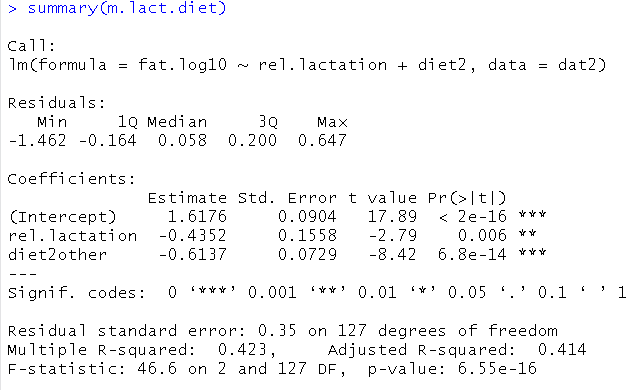 > summary(m.lact.diet)
Call:
lm(formula = fat.log10 ~ rel.lactation + diet2, data = dat2)
Residuals:
Min 1Q Median 3Q Max
-1.462 -0.164 0.058 0.200 0.647
Coefficients:
Estimate Std. Error t value Pr(>|t|)
(Intercept) 1.6176 0.0904 17.89 < 2e-16 ***
rel.lactation -0.4352 0.1558 -2.79 0.006 **
diet2other -0.6137 0.0729 -8.42 6.8e-14 ***
---
Signif. codes: 0 ‘***’ 0.001 ‘**’ 0.01 ‘*’ 0.05 ‘.’ 0.1 ‘ ’ 1
Residual standard error: 0.35 on 127 degrees of freedom
Multiple R-squared: 0.423, Adjusted R-squared: 0.414
F-statistic: 46.6 on 2 and 127 DF, p-value: 6.55e-16